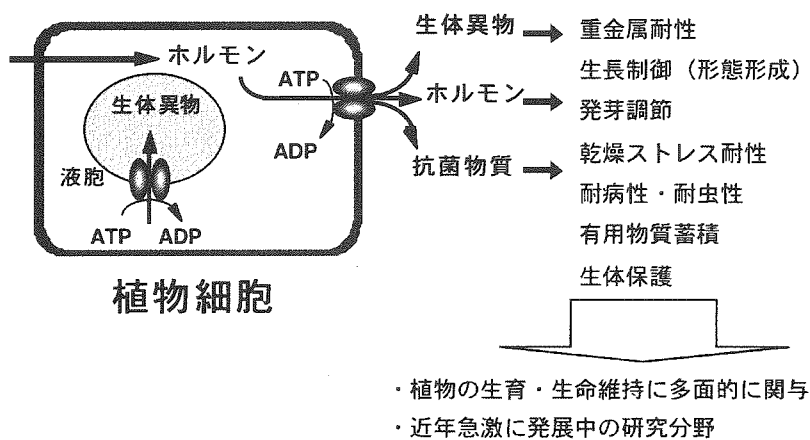 生体異物
重金属耐性
ホルモン
生長制御（形態形成）
ATP
ホルモン
発芽調節
生体異物
ADP
抗菌物質
乾燥ストレス耐性
液胞
耐病性・耐虫性
ATP ADP
有用物質蓄積
植物細胞
生体保護
・植物の生育・生命維持に多面的に関与
・近年急激に発展中の研究分野